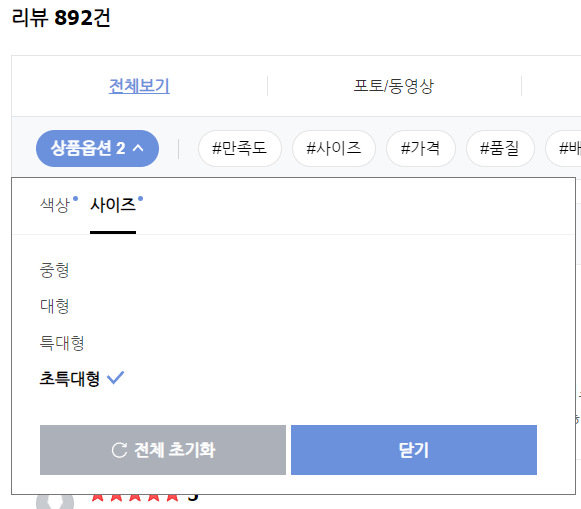 리뷰 892건
전체보기 포토/동영상
상품옵션 2 #만족도 #사이즈 #가격 #품질
색상 사이즈
중형
대형
특대형
초특대형
전체 초기화 닫기